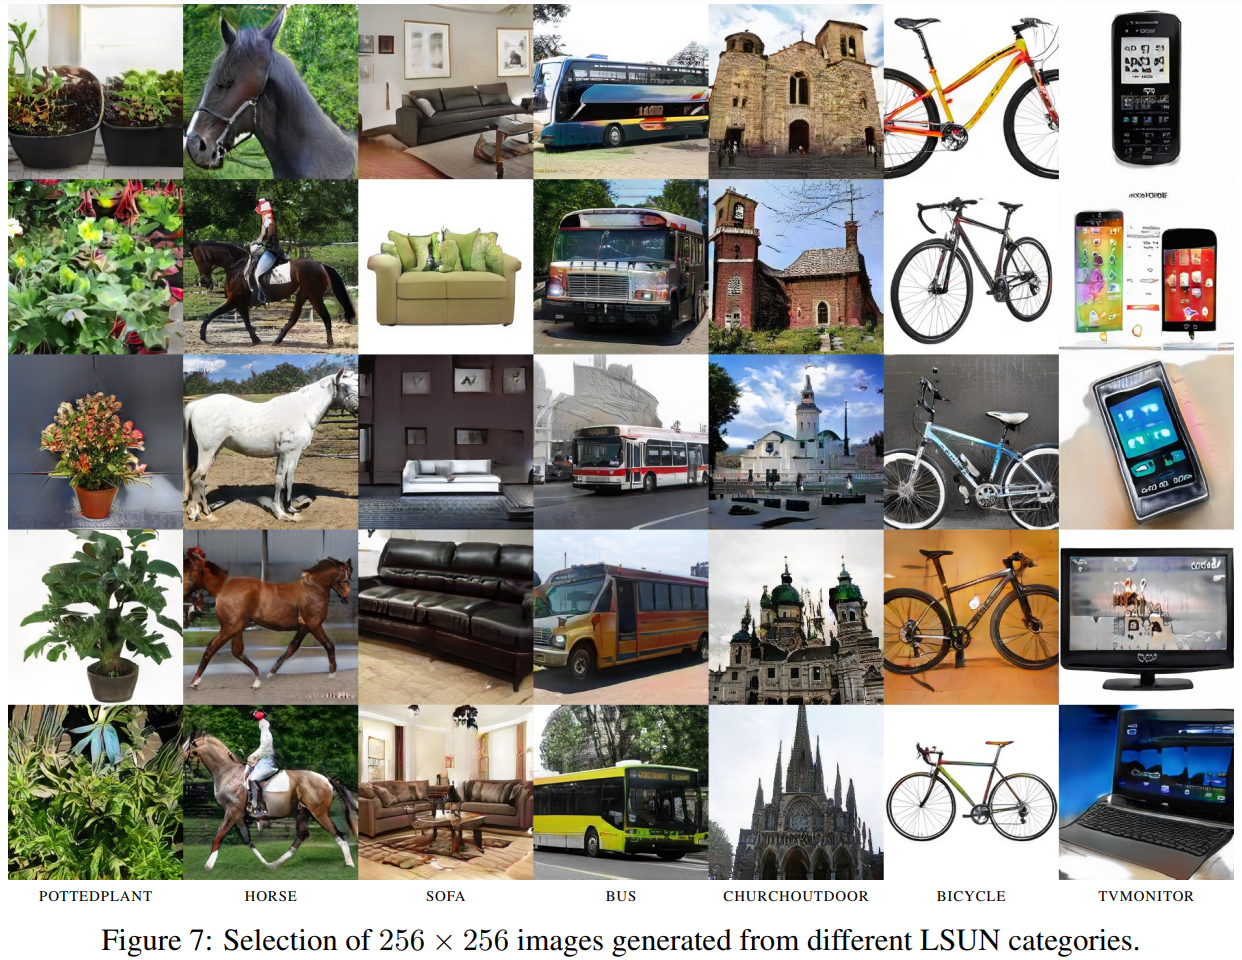 POTTEDPLANT
HORSE
SOFA
BUS
CHURCHOUTDOOR
BICYCLE
TVMONITOR
Figure 7: Selection of 256 × 256 images generated from different LSUN categories.